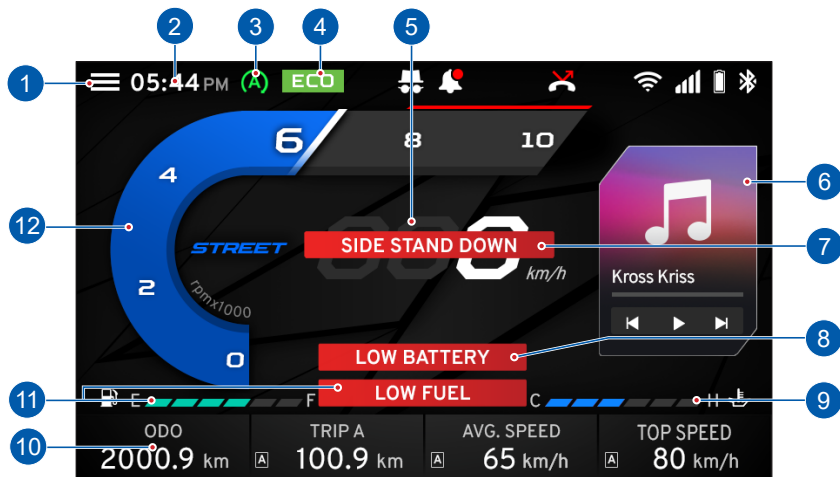 2 3 4 5
1 05:44 PM A ECO
6 8 10
4
12
6
STREET
SIDE STAND DOWN
7
000
km/h
Kross Kriss
2
rpmx1000
0
LOW BATTERY
8
LOW FUEL
11 E F
C H 9
ODO TRIP A AVG. SPEED TOP SPEED
10 2000.9 km A 100.9 km A 65 km/h A 80 km/h